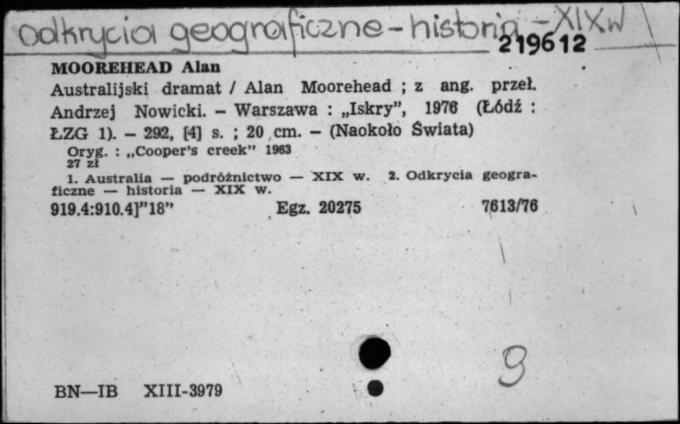 odkrycia geograficzne - historia - XIX w
219612
MOOREHEAD Alan
Australijski dramat / Alan Moorehead ; z ang. przeł.
Andrzej Nowicki. – Warszawa : „Iskry”, 1976 (Łódź :
ŁZG 1). – 292, [4] s. ; 20 cm. – (Naokoło Świata)
Oryg. : „Cooper's creek” 1963
27 zł
1. Australia — podróżnictwo — XIX w. 2. Odkrycia geogra-
ficzne — historia — XIX w.
919.4:910.4]”18” Egz. 20275 7613/76
9
BN—IB XIII-3979